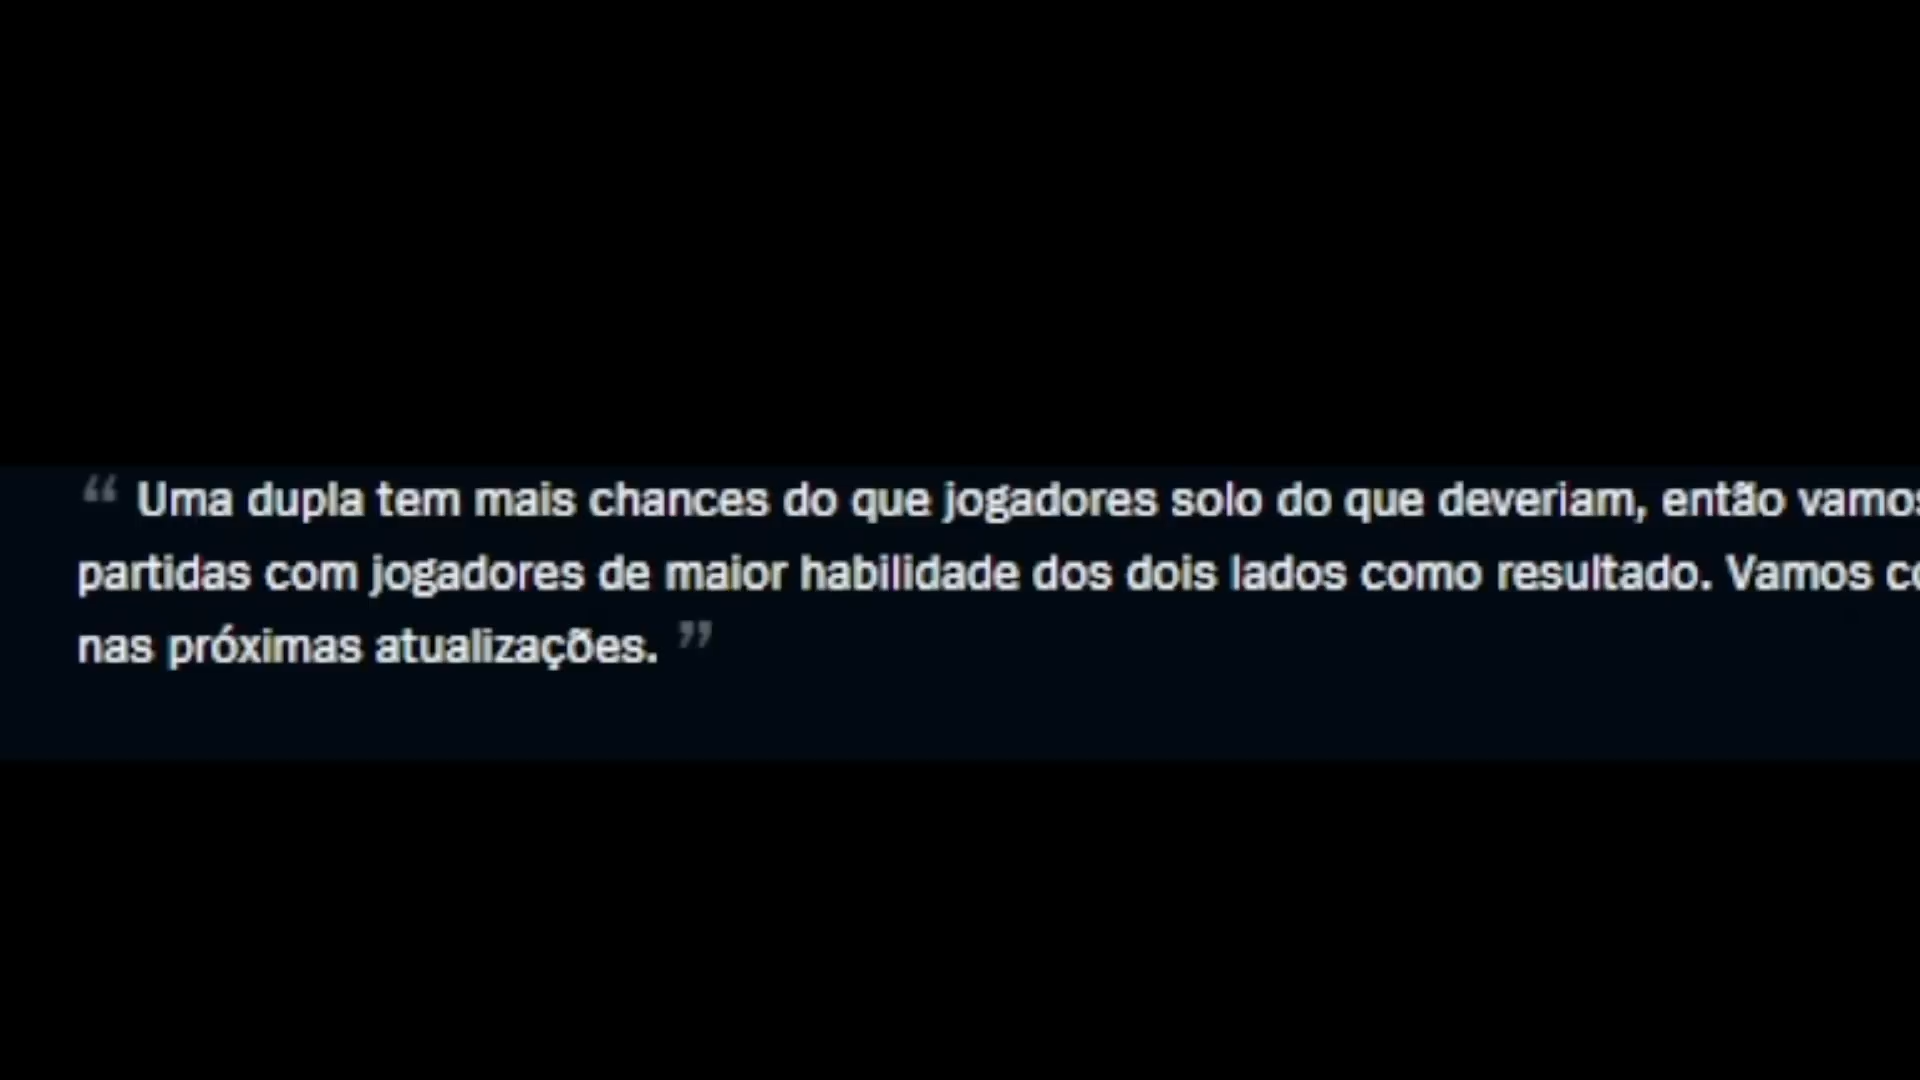 “ Uma dupla tem mais chances do que jogadores solo do que deveriam, então vamos
partidas com jogadores de maior habilidade dos dois lados como resultado. Vamos
nas próximas atualizações. ”